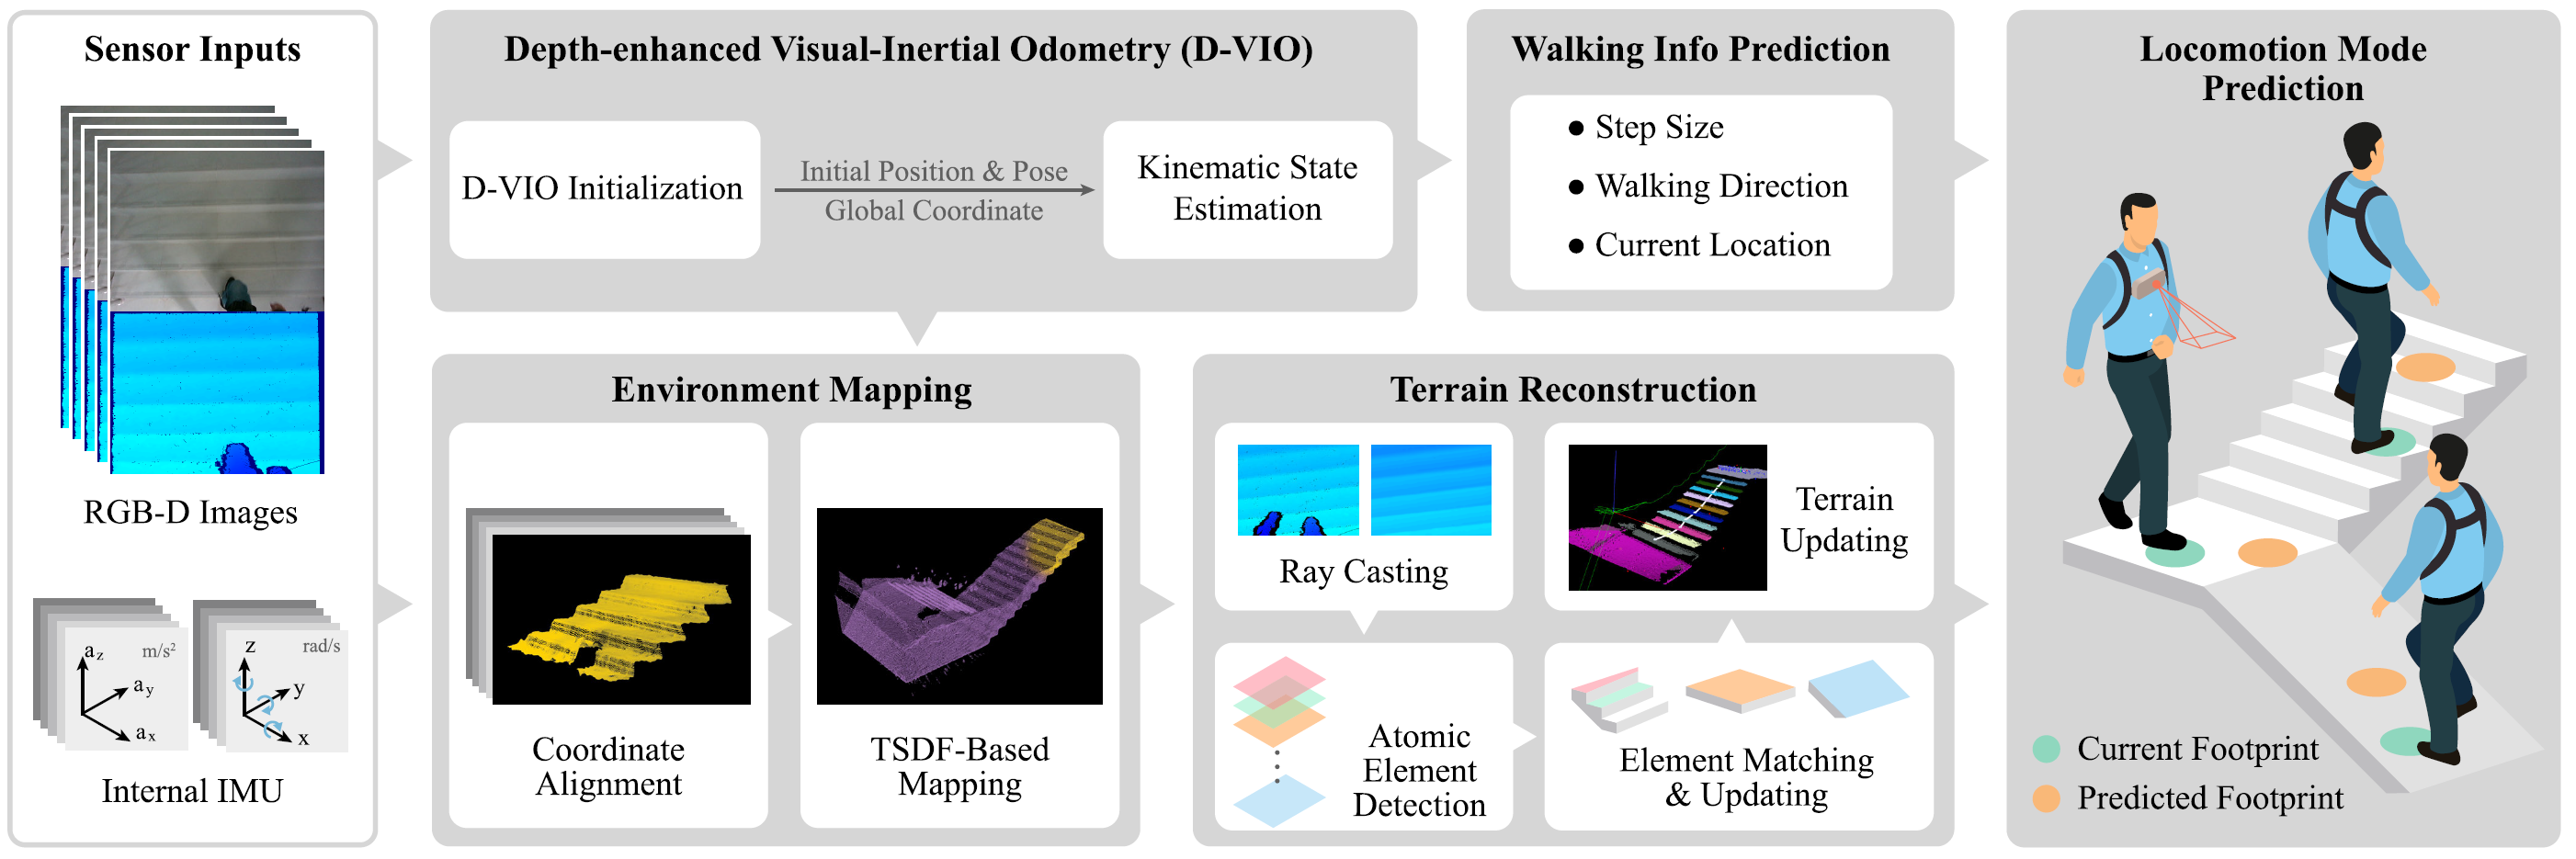 Sensor Inputs
RGB-D Images
a_z
m/s²
a_y
a_x
z
rad/s
y
x
Internal IMU
Depth-enhanced Visual-Inertial Odometry (D-VIO)
D-VIO Initialization
Initial Position & Pose
Global Coordinate
Kinematic State
Estimation
Walking Info Prediction
● Step Size
● Walking Direction
● Current Location
Environment Mapping
Coordinate
Alignment
TSDF-Based
Mapping
Terrain Reconstruction
Ray Casting
Atomic
Element
Detection
Element Matching
& Updating
Terrain
Updating
Locomotion Mode
Prediction
Current Footprint
Predicted Footprint